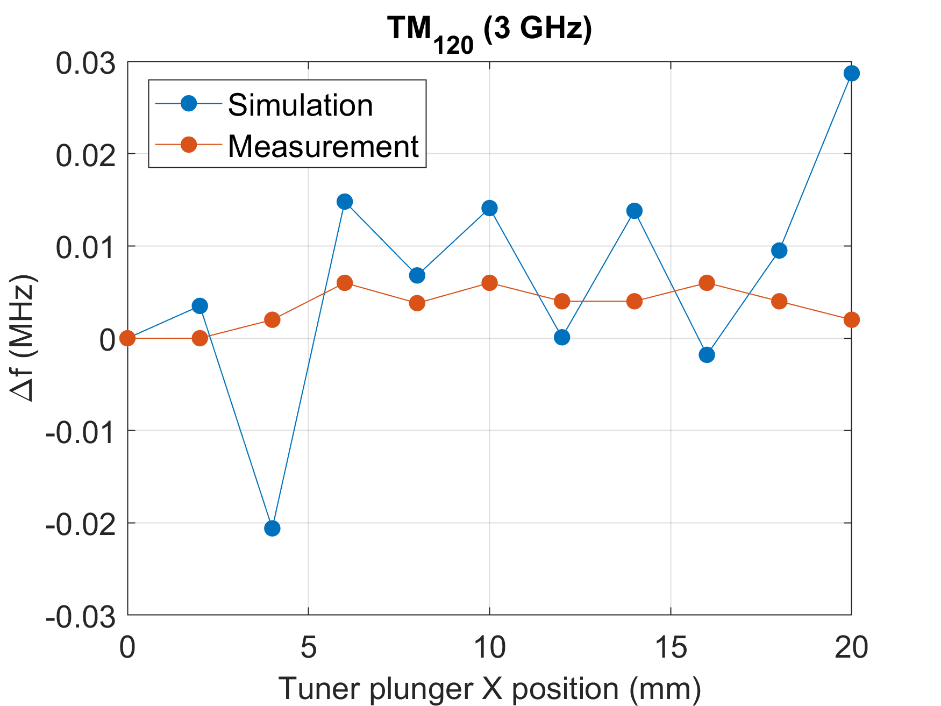 TM120 (3 GHz)
Simulation
Measurement
0.03
0.02
0.01
0
-0.01
-0.02
-0.03
Δf (MHz)
0 5 10 15 20
Tuner plunger X position (mm)